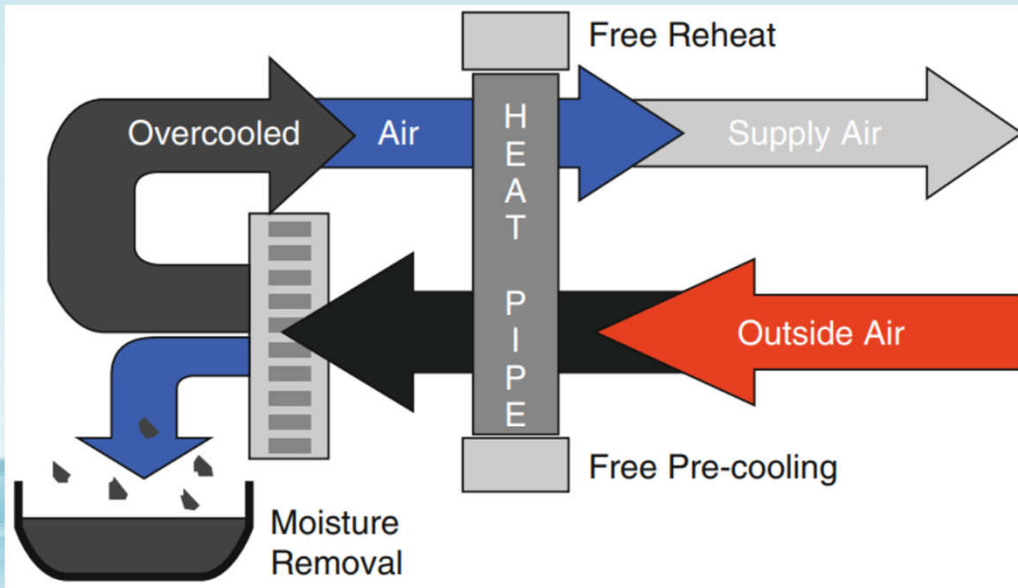 Free Reheat
Overcooled Air
Supply Air
HEAT PIPE
Outside Air
Free Pre-cooling
Moisture
Removal